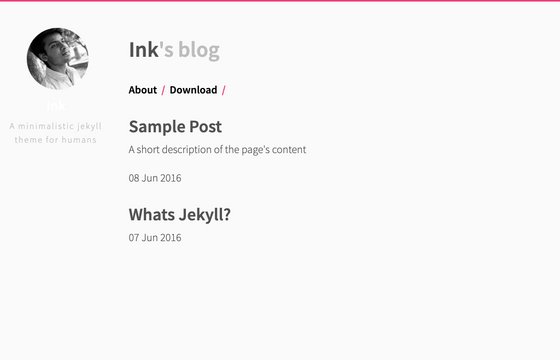 Ink
A minimalistic jekyll
theme for humans
Ink's blog
About / Download /
Sample Post
A short description of the page's content
08 Jun 2016
Whats Jekyll?
07 Jun 2016